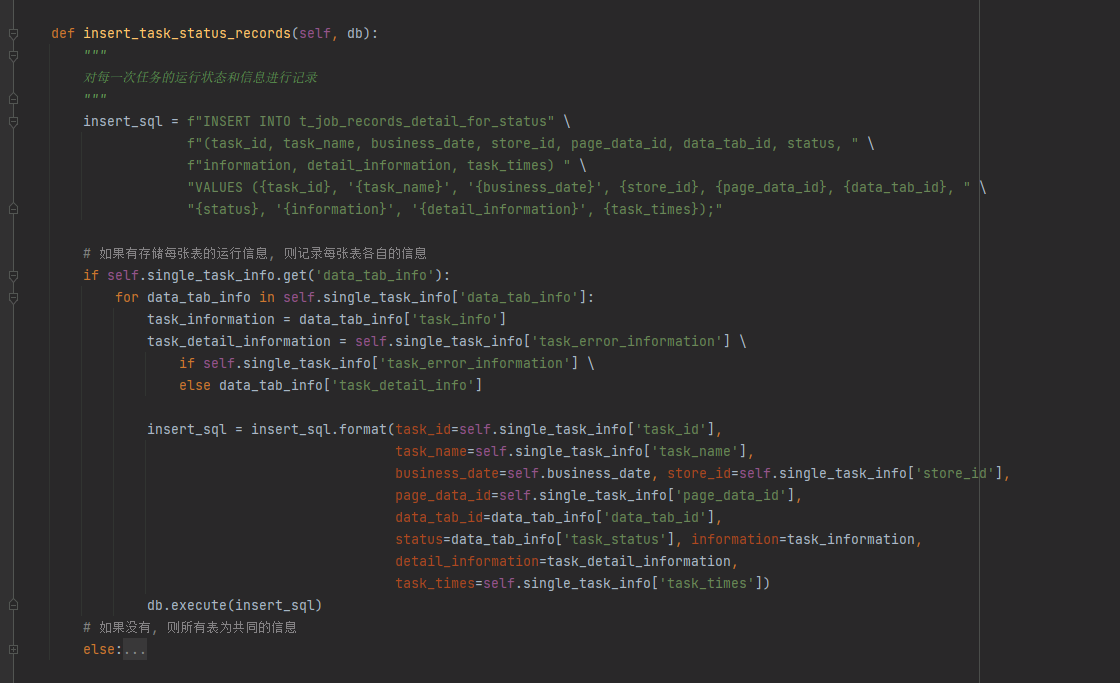 def insert_task_status_records(self, db):
"""
对每一次任务的运行状态和信息进行记录
"""
insert_sql = f"INSERT INTO t_job_records_detail_for_status" \
f"(task_id, task_name, business_date, store_id, page_data_id, data_tab_id, status, " \
f"information, detail_information, task_times) " \
"VALUES ({task_id}, '{task_name}', '{business_date}', {store_id}, {page_data_id}, {data_tab_id}, " \
"{status}, '{information}', '{detail_information}', {task_times});"
# 如果有存储每张表的运行信息, 则记录每张表各自的信息
if self.single_task_info.get('data_tab_info'):
for data_tab_info in self.single_task_info['data_tab_info']:
task_information = data_tab_info['task_info']
task_detail_information = self.single_task_info['task_error_information'] \
if self.single_task_info['task_error_information'] \
else data_tab_info['task_detail_info']
insert_sql = insert_sql.format(task_id=self.single_task_info['task_id'],
task_name=self.single_task_info['task_name'],
business_date=self.business_date, store_id=self.single_task_info['store_id'],
page_data_id=self.single_task_info['page_data_id'],
data_tab_id=data_tab_info['data_tab_id'],
status=data_tab_info['task_status'], information=task_information,
detail_information=task_detail_information,
task_times=self.single_task_info['task_times'])
db.execute(insert_sql)
# 如果没有, 则所有表为共同的信息
else:...